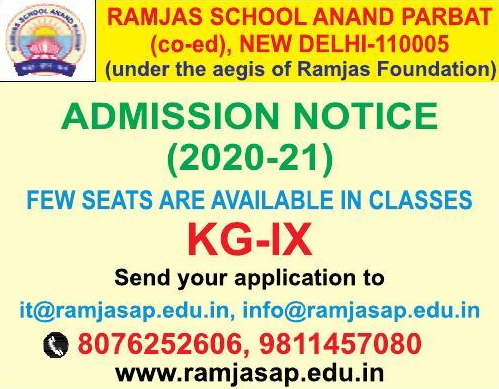 RAMJAS SCHOOL ANAND PARBAT
(co-ed), NEW DELHI-110005
(under the aegis of Ramjas Foundation)
ADMISSION NOTICE
(2020-21)
FEW SEATS ARE AVAILABLE IN CLASSES
KG-IX
Send your application to
it@ramjasap.edu.in, info@ramjasap.edu.in
8076252606, 9811457080
www.ramjasap.edu.in